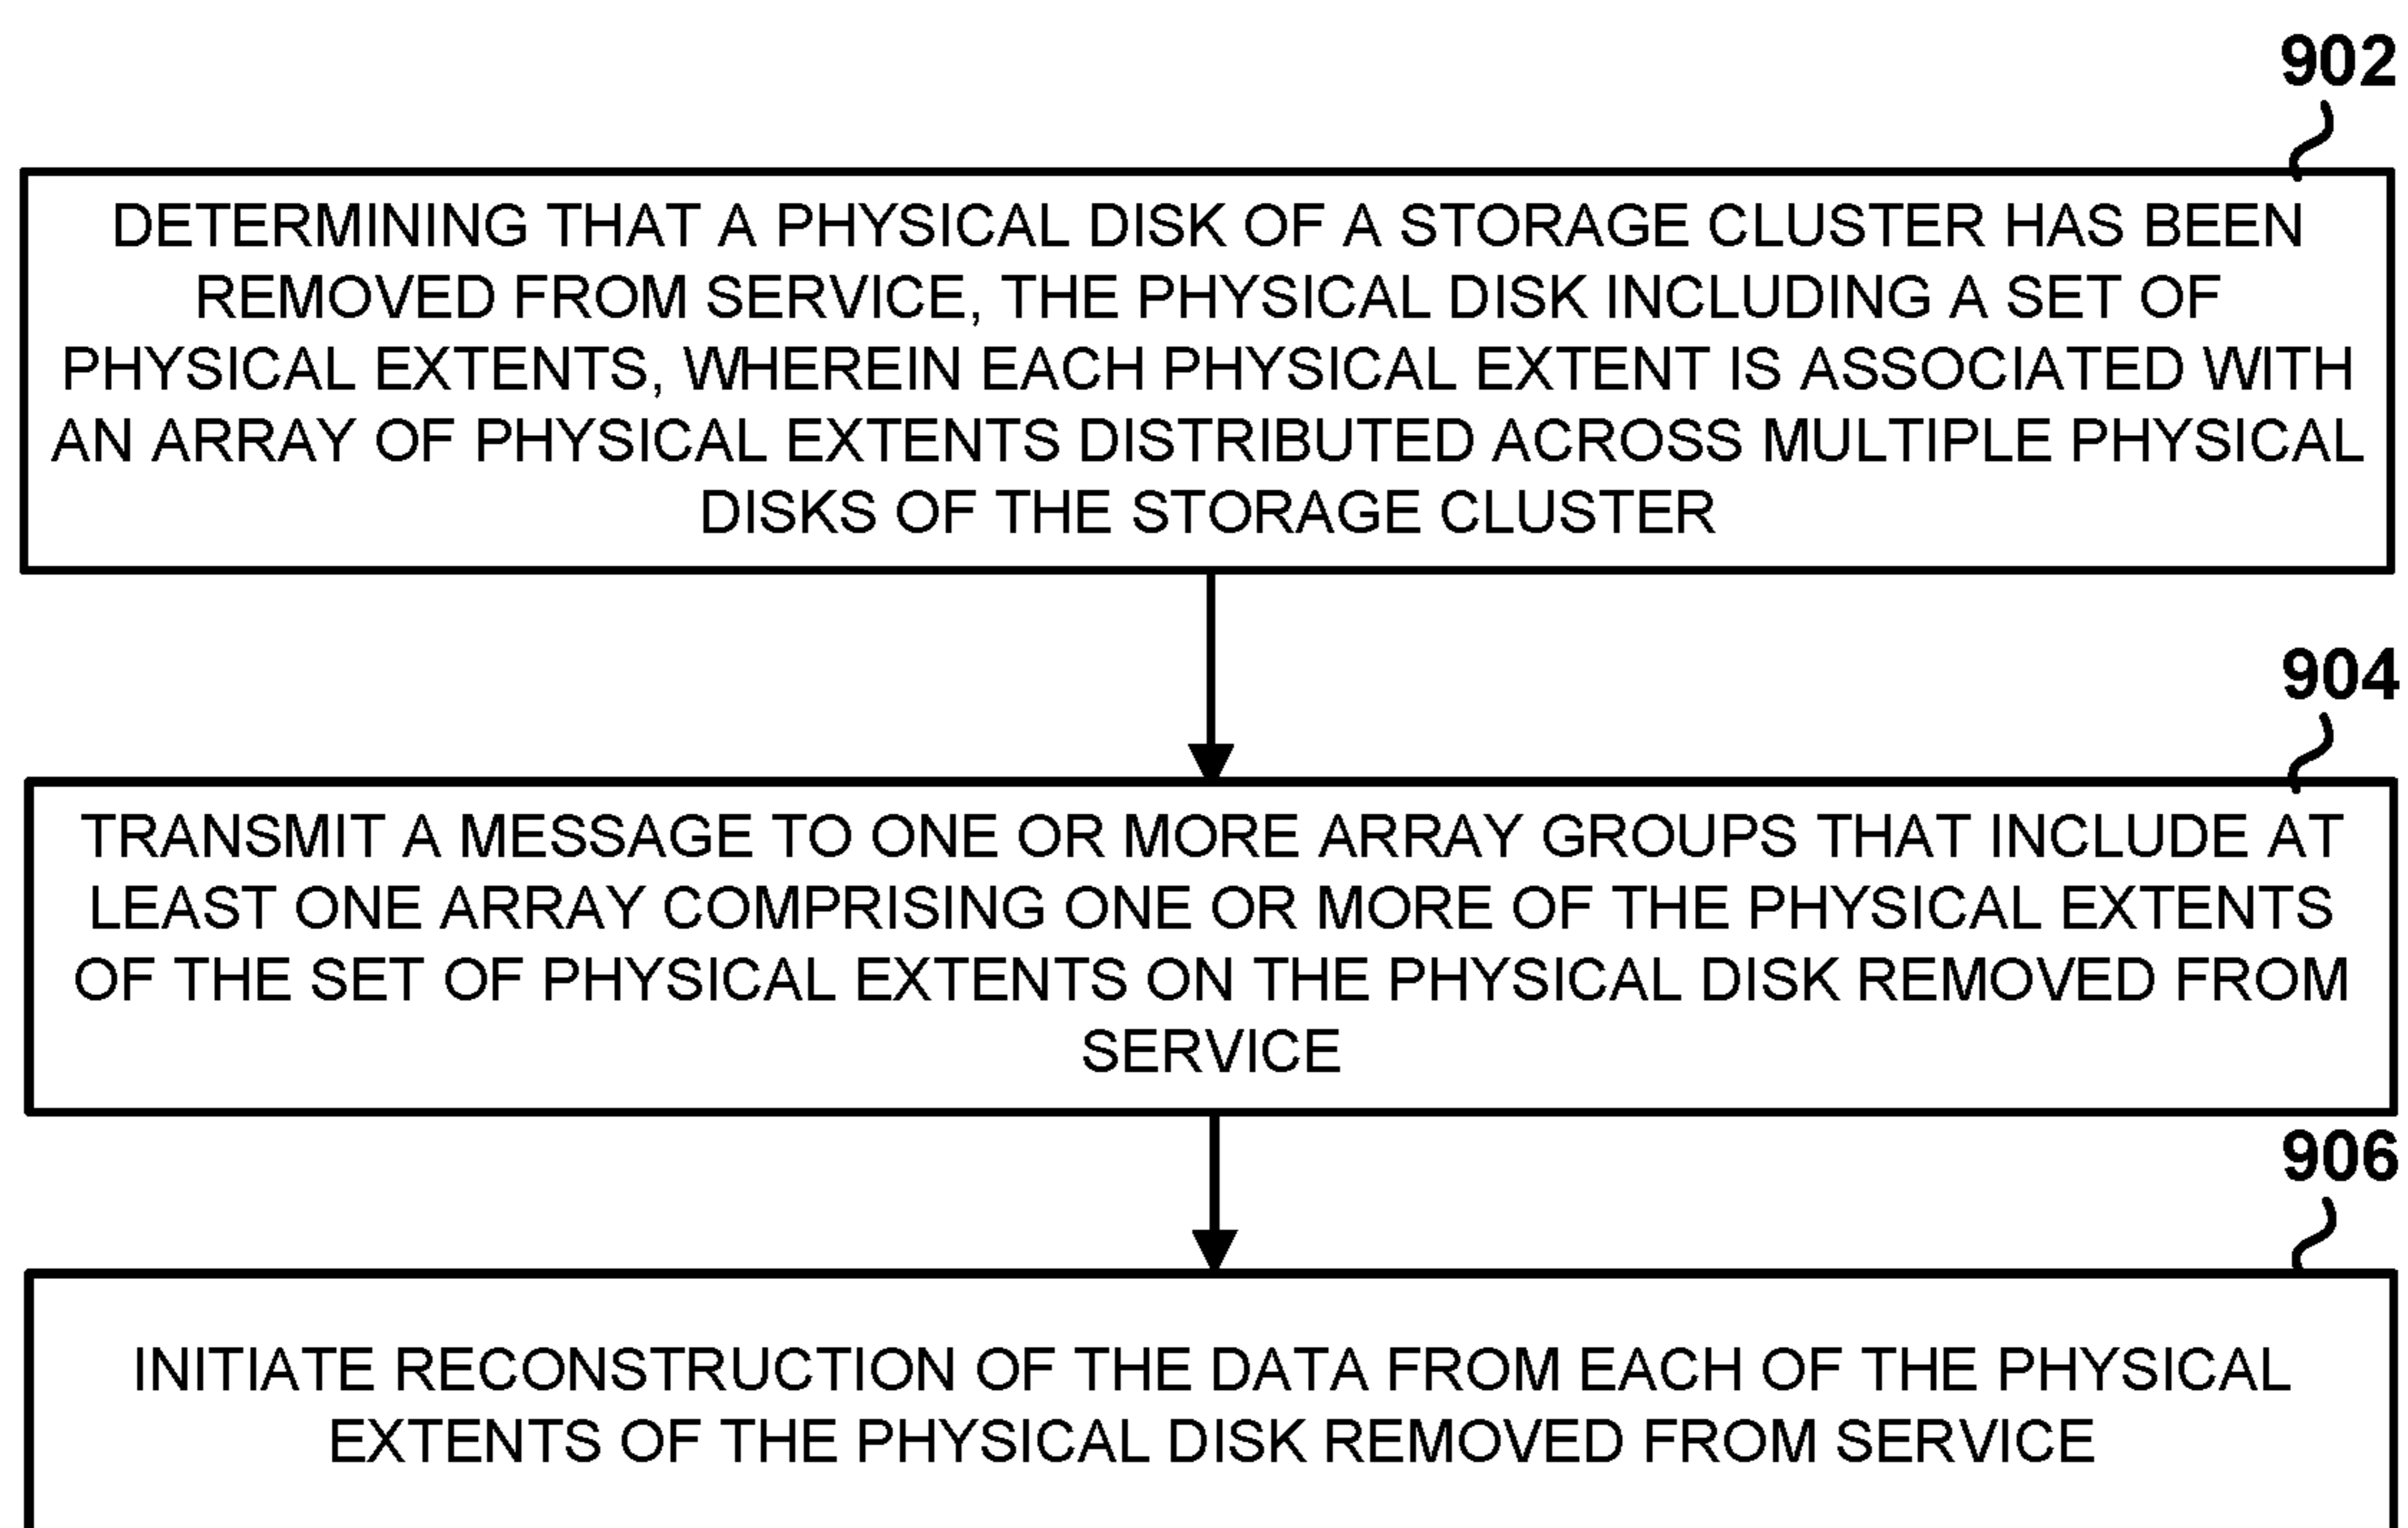 902
DETERMINING THAT A PHYSICAL DISK OF A STORAGE CLUSTER HAS BEEN
REMOVED FROM SERVICE, THE PHYSICAL DISK INCLUDING A SET OF
PHYSICAL EXTENTS, WHEREIN EACH PHYSICAL EXTENT IS ASSOCIATED WITH
AN ARRAY OF PHYSICAL EXTENTS DISTRIBUTED ACROSS MULTIPLE PHYSICAL
DISKS OF THE STORAGE CLUSTER
904
TRANSMIT A MESSAGE TO ONE OR MORE ARRAY GROUPS THAT INCLUDE AT
LEAST ONE ARRAY COMPRISING ONE OR MORE OF THE PHYSICAL EXTENTS
OF THE SET OF PHYSICAL EXTENTS ON THE PHYSICAL DISK REMOVED FROM
SERVICE
906
INITIATE RECONSTRUCTION OF THE DATA FROM EACH OF THE PHYSICAL
EXTENTS OF THE PHYSICAL DISK REMOVED FROM SERVICE